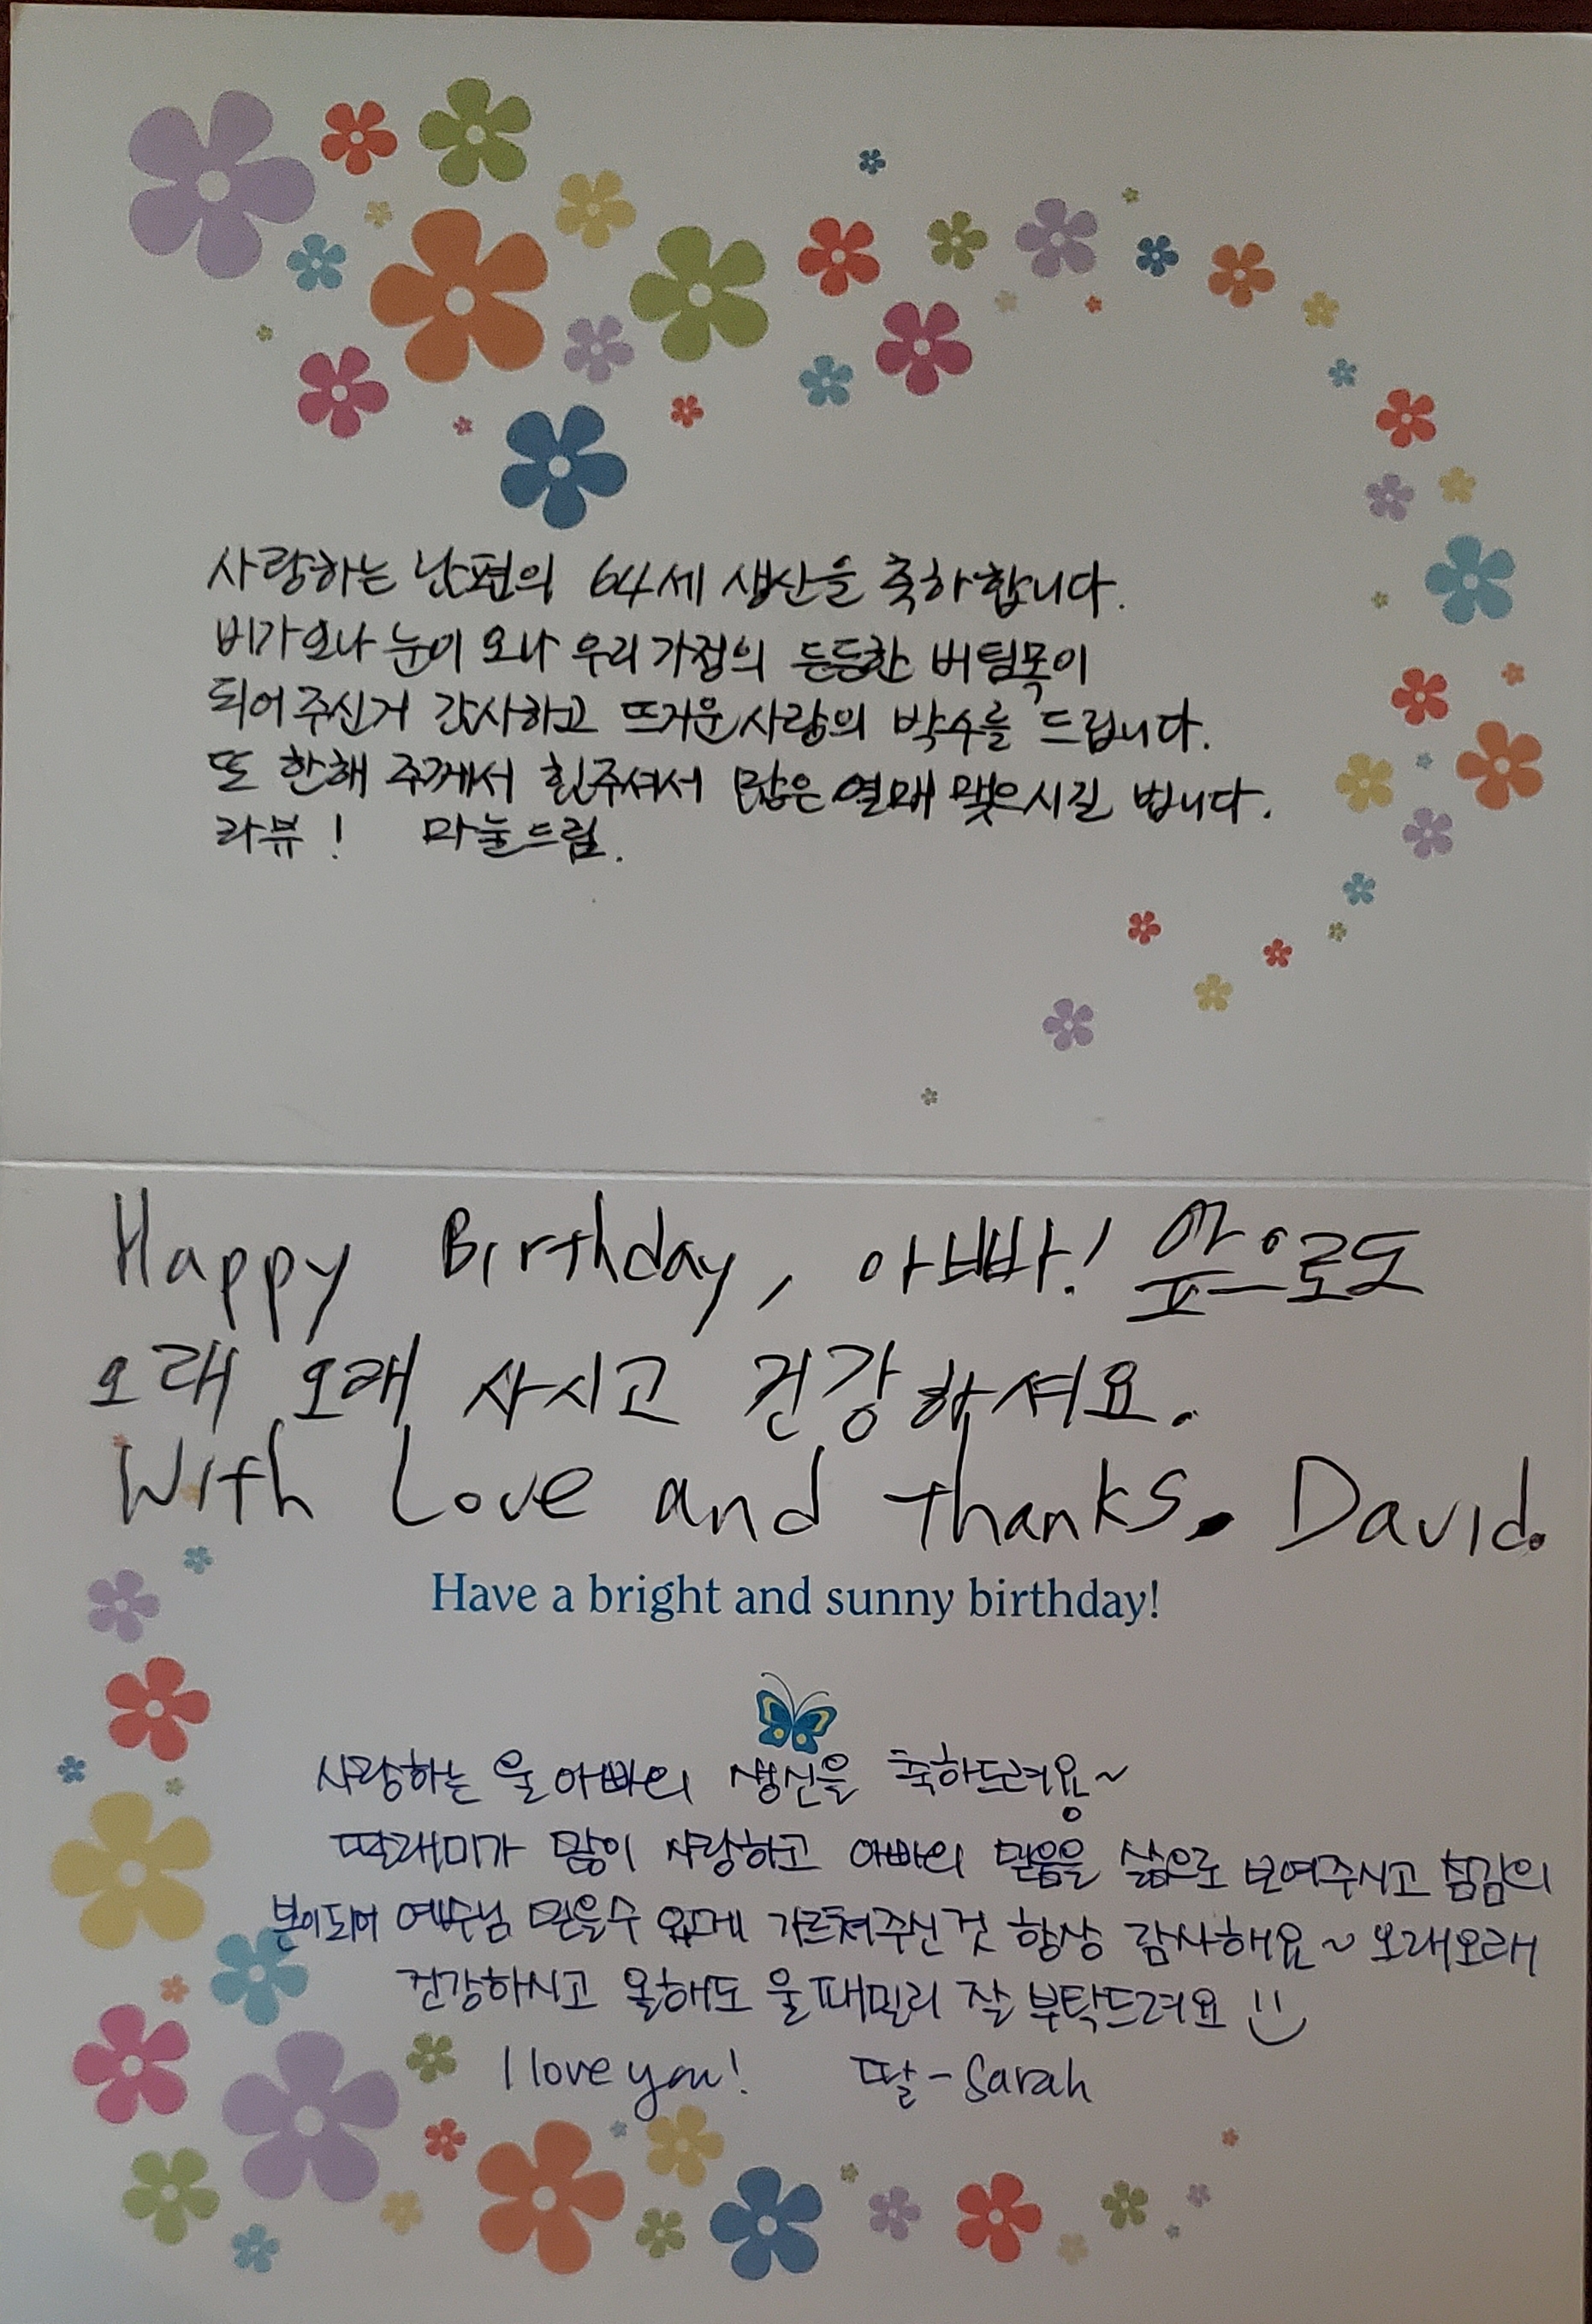 사랑하는 남편의 64세 생신을 축하합니다.
비가오나 눈이 오나 우리가정의 든든한 버팀목이
되어주신거 감사하고 뜨거운사랑의 박수를 드립니다.
또 한해 주께서 힘주셔서 많은 열매 맺으시길 빕니다.
라뷰! 마눌드림.
Happy Birthday, 아빠! 앞으로도
오래 오래 사시고 건강하셔요.
With Love and Thanks. David.
Have a bright and sunny birthday!
사랑하는 울아빠의 생신을 축하드려용~
딸래미가 많이 사랑하고 아빠의 믿음을 삶으로 보여주시고
본이되어 예수님 믿을수 있게 가르쳐주신것 항상 감사해요~ 오래오래
건강하시고 올해도 울패밀리 잘 부탁드려요
I love you! 딸-Sarah